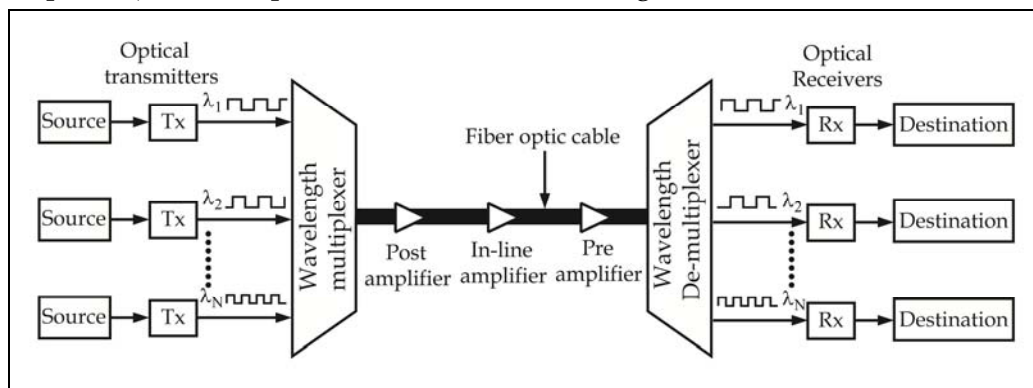 Optical
transmitters
Source
Tx
λ1
Source
Tx
λ2
Source
Tx
λN
Wavelength
multiplexer
Fiber optic cable
Post
amplifier
In-line
amplifier
Pre
amplifier
Wavelength
De-multiplexer
Optical
Receivers
λ1
Rx
Destination
λ2
Rx
Destination
λN
Rx
Destination